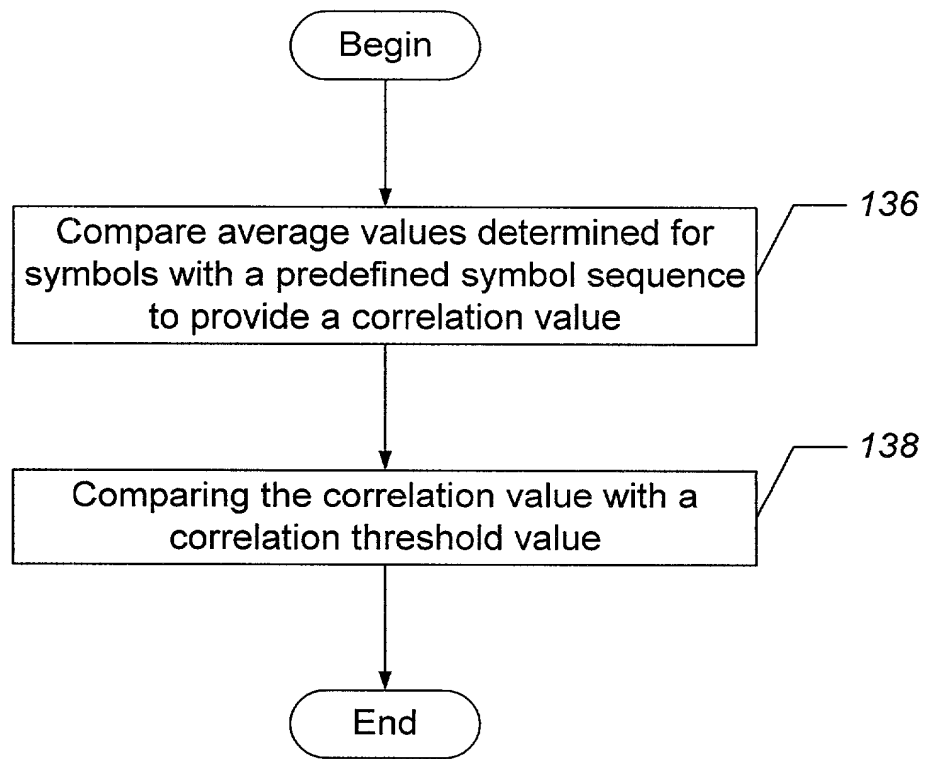 Begin
136
Compare average values determined for
symbols with a predefined symbol sequence
to provide a correlation value
138
Comparing the correlation value with a
correlation threshold value
End